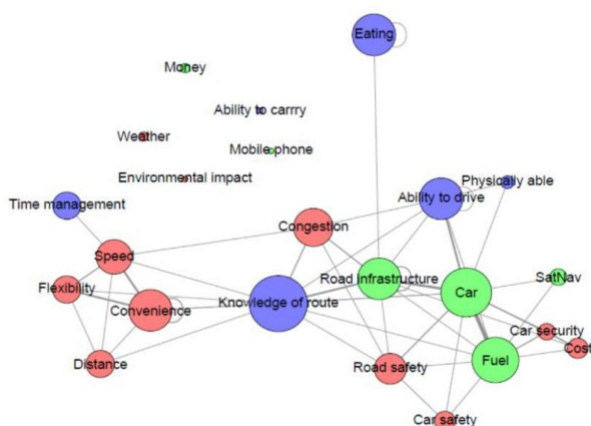 Eating
Money
Ability to carrry
Weather
Mobile phone
Environmental impact
Physically able
Time management
Ability to drive
Congestion
Speed
Road infrastructure
SatNav
Flexibility
Car
Knowledge of route
Convenience
Car security
Cost
Distance
Road safety
Fuel
Car safety